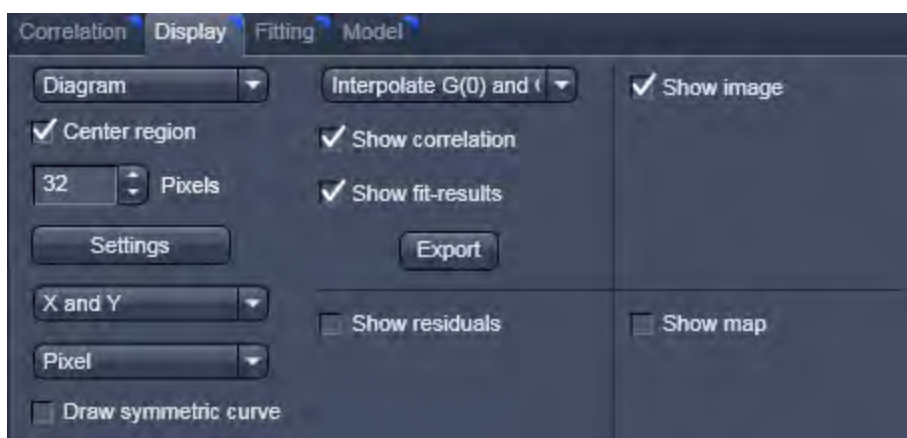 Correlation Display Fitting Model
Diagram
Center region
32 Pixels
Settings
X and Y
Pixel
Draw symmetric curve
Interpolate G(0) and (
Show correlation
Show fit-results
Export
Show residuals
Show image
Show map